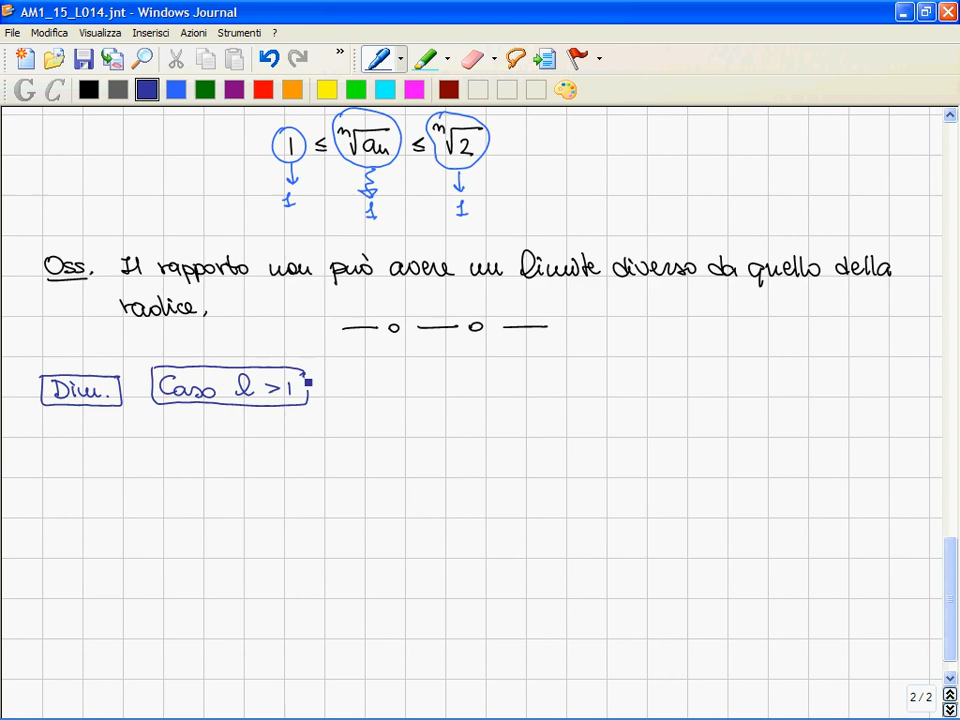 AM1_15_L014.jnt - Windows Journal
File Modifica Visualizza Inserisci Azioni Strumenti ?
»
G C
1 ≤ ⁿ√an ≤ ⁿ√2
1 1 1
Oss. Il rapporto non può avere un limite diverso da quello della
radice.
Dim. Caso l >1
2 / 2